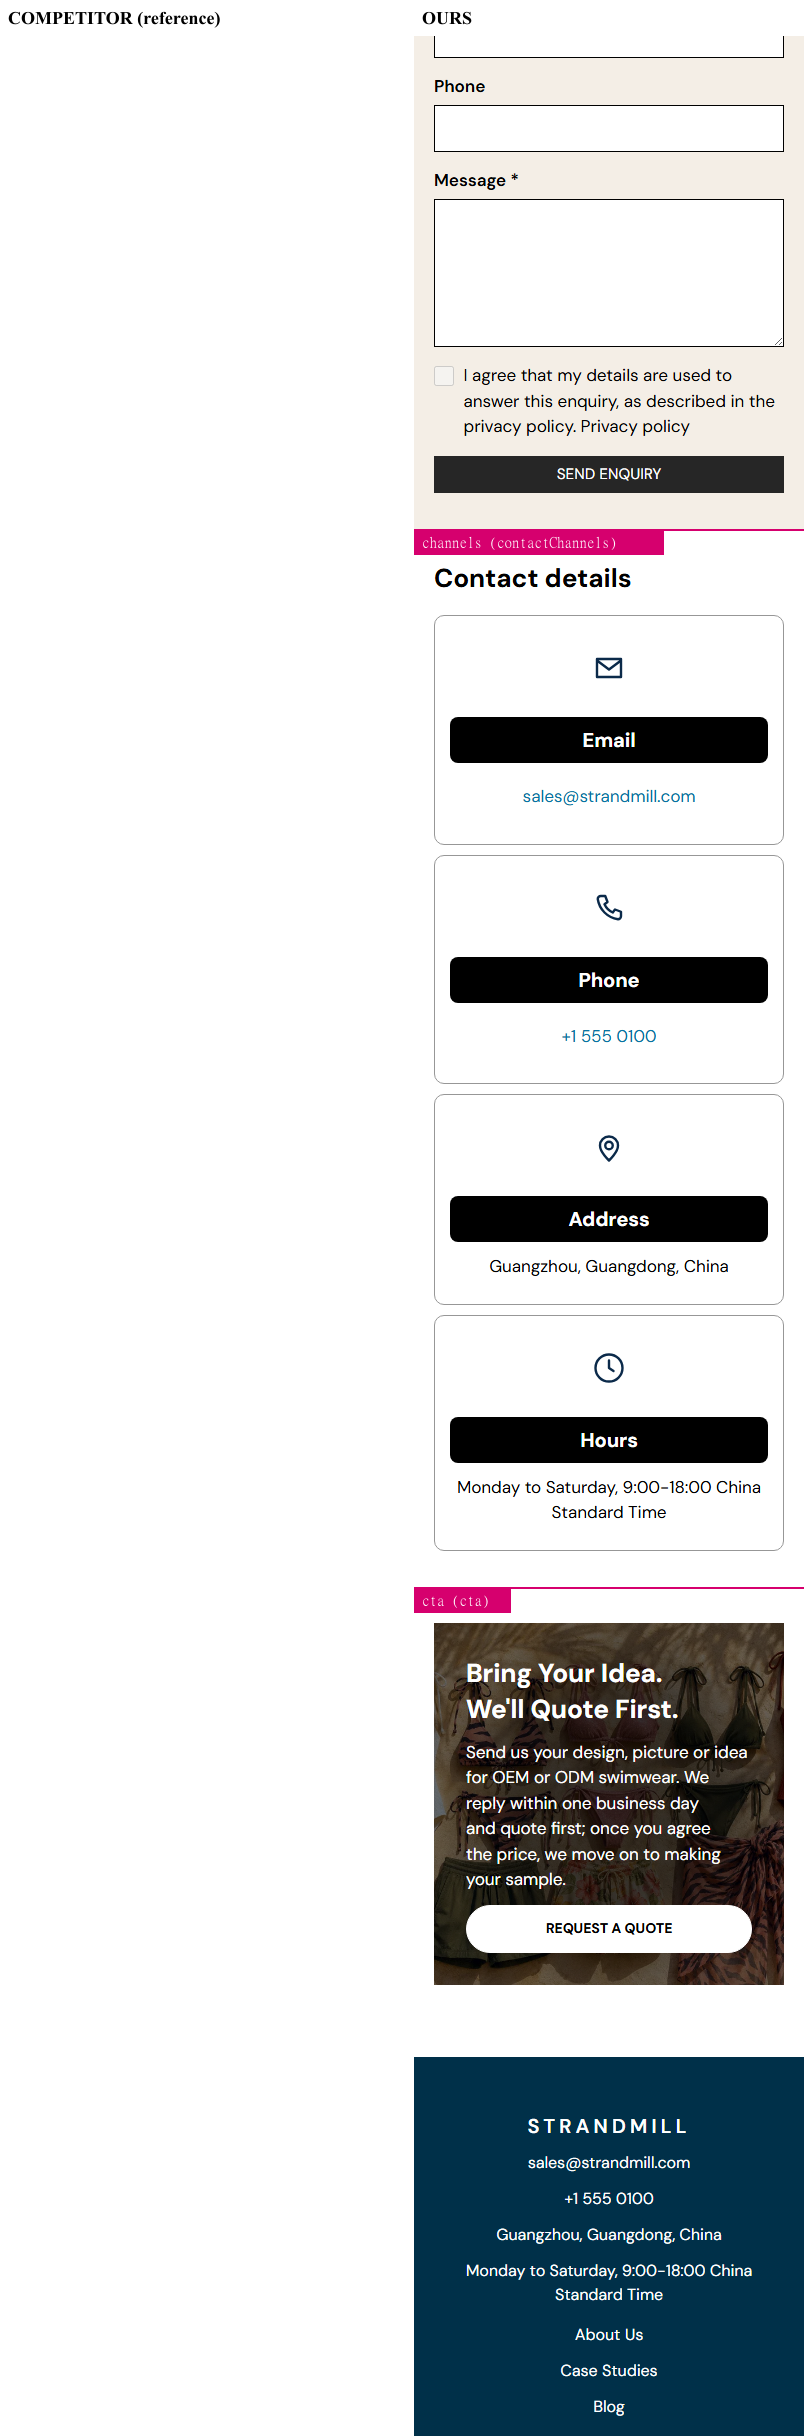 COMPETITOR (reference)
OURS
Phone
Message *
I agree that my details are used to
answer this enquiry, as described in the
privacy policy. Privacy policy
SEND ENQUIRY
channels (contactChannels)
Contact details
Email
sales@strandmill.com
Phone
+1 555 0100
Address
Guangzhou, Guangdong, China
Hours
Monday to Saturday, 9:00-18:00 China
Standard Time
cta (cta)
Bring Your Idea.
We'll Quote First.
Send us your design, picture or idea
for OEM or ODM swimwear. We
reply within one business day
and quote first; once you agree
the price, we move on to making
your sample.
REQUEST A QUOTE
STRANDMILL
sales@strandmill.com
+1 555 0100
Guangzhou, Guangdong, China
Monday to Saturday, 9:00-18:00 China
Standard Time
About Us
Case Studies
Blog